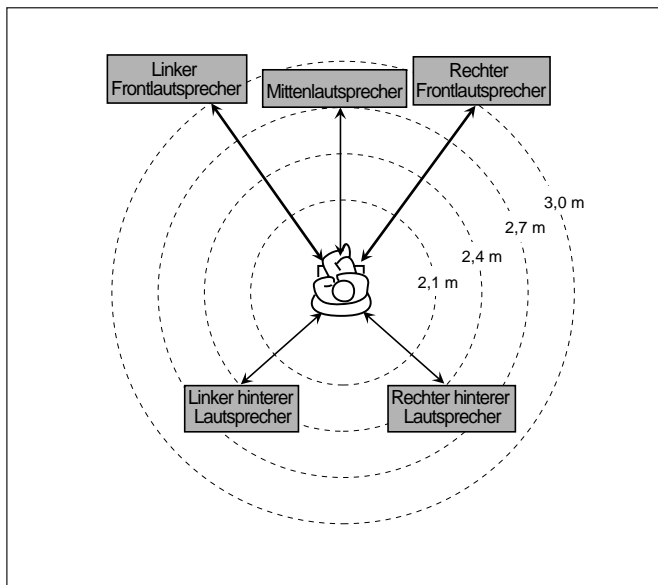 Linker
Frontlautsprecher
Mittenlautsprecher
Rechter
Frontlautsprecher
3,0 m
2,7 m
2,4 m
2,1 m
Linker hinterer
Lautsprecher
Rechter hinterer
Lautsprecher